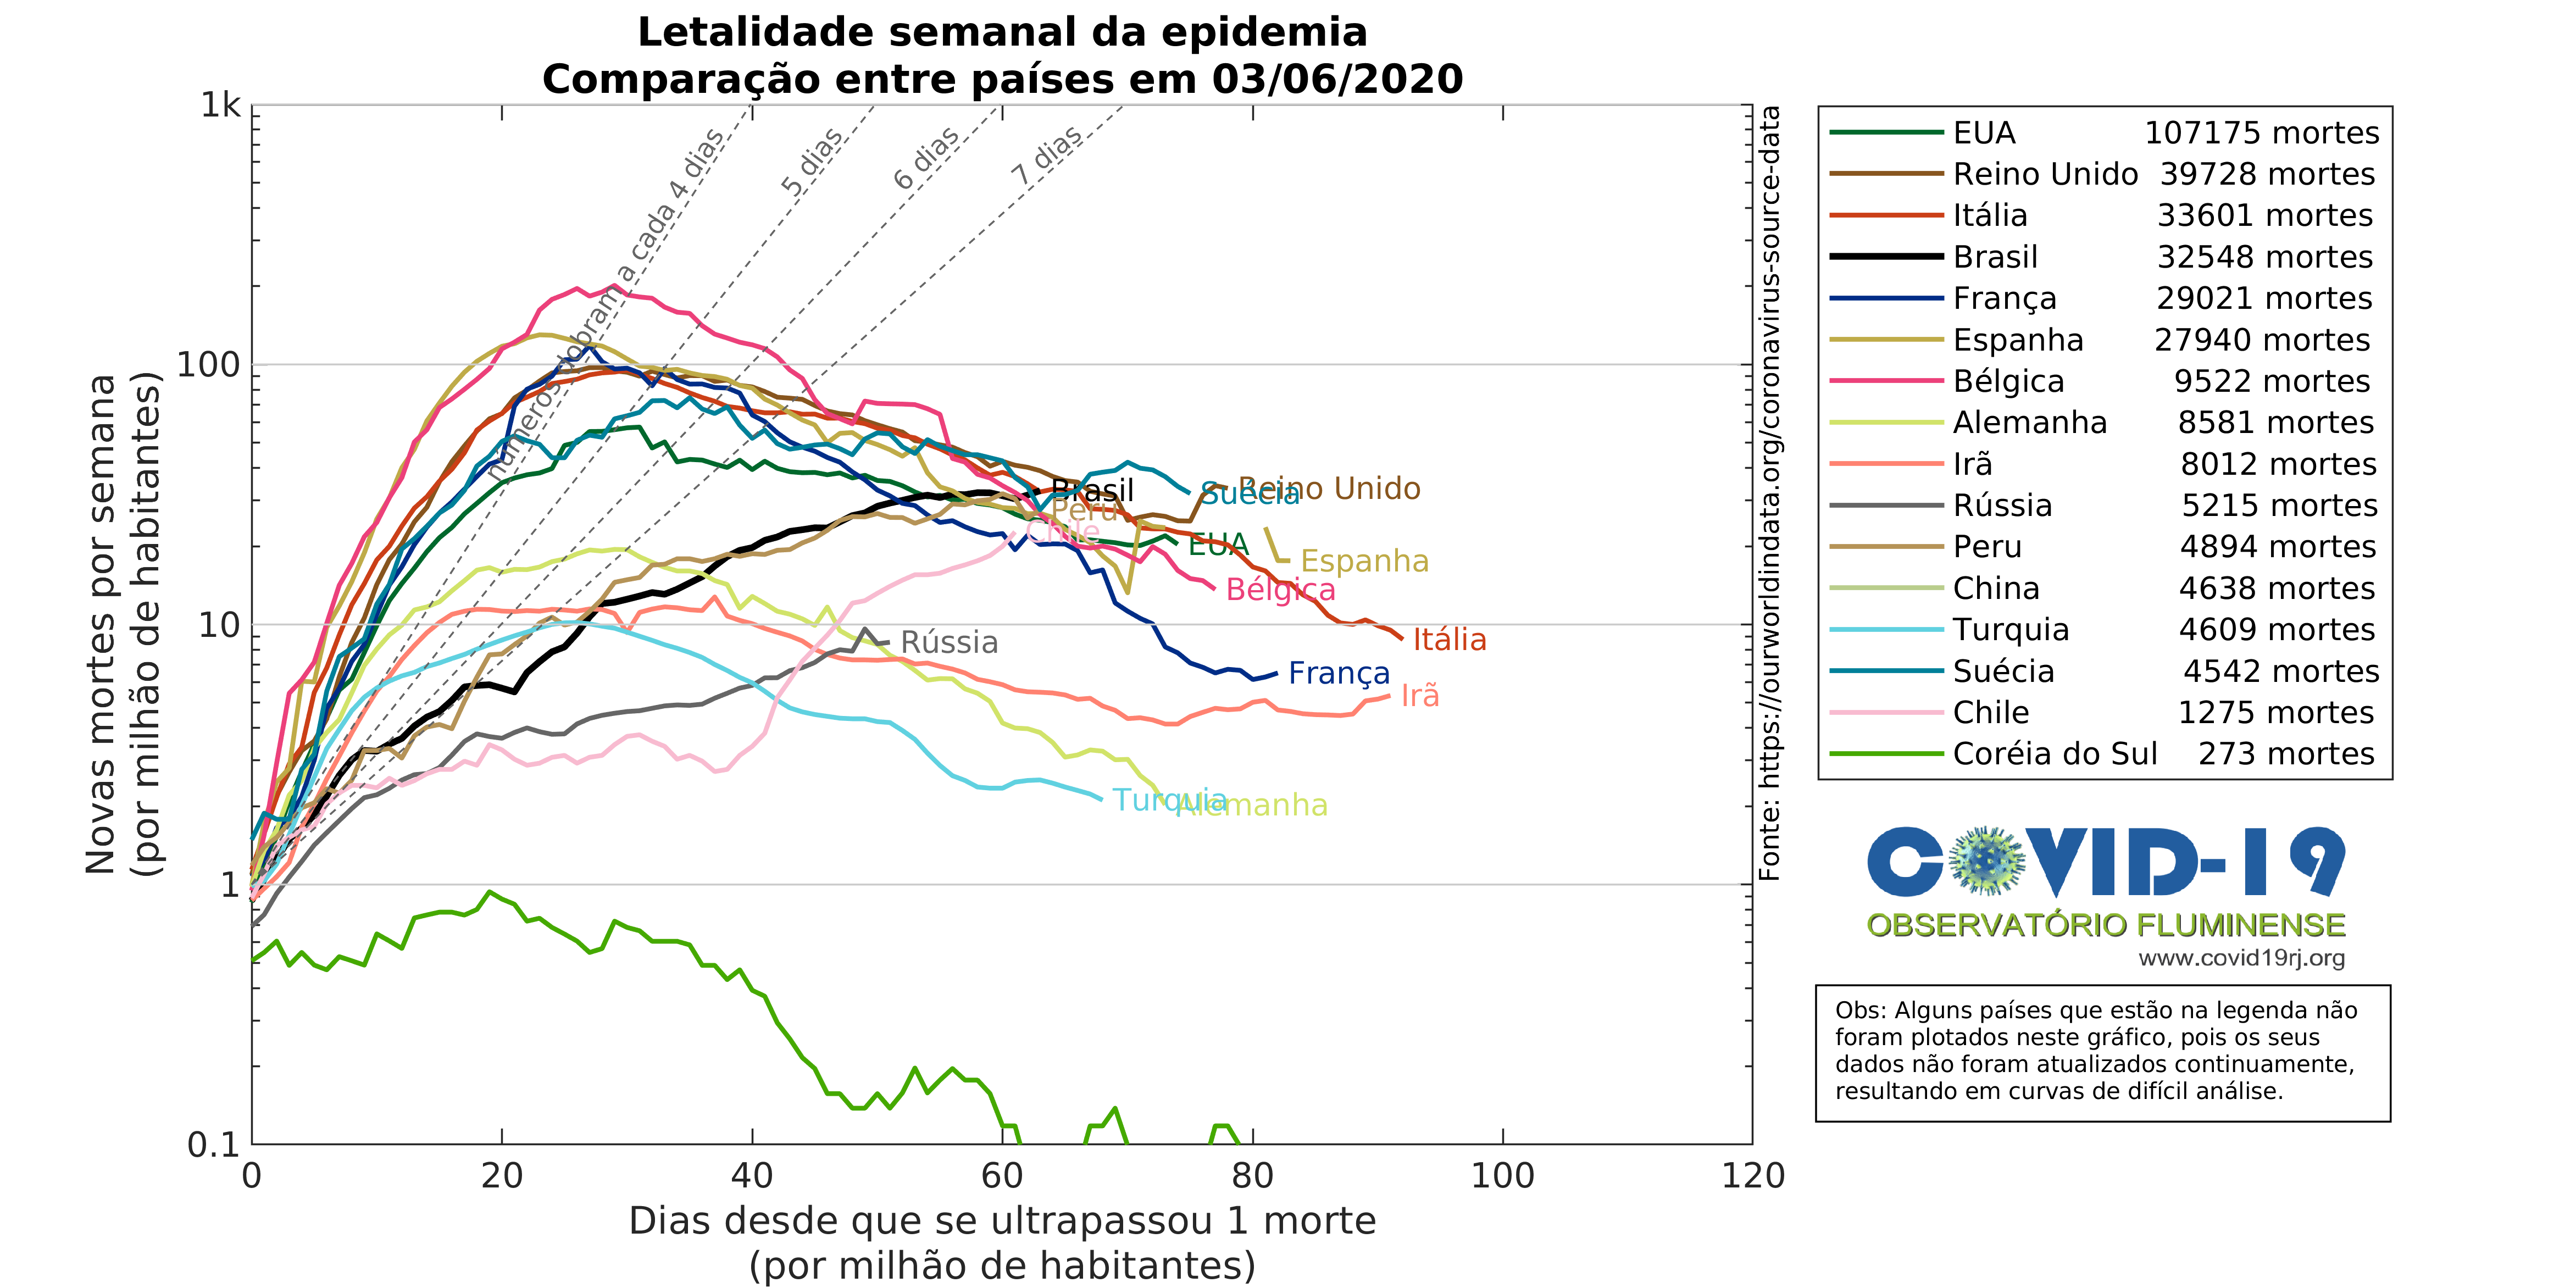 Letalidade semanal da epidemia
Comparação entre países em 03/06/2020
Novas mortes por semana
(por milhão de habitantes)
1k
100
10
1
0.1
0
20
40
60
80
100
120
Dias desde que se ultrapassou 1 morte
(por milhão de habitantes)
números dobram a cada 4 dias
5 dias
6 dias
7 dias
Brasil
Peru
Chile
Suécia
Reino Unido
EUA
Espanha
Bélgica
Rússia
Itália
França
Irã
Turquia
Alemanha
Fonte: https://ourworldindata.org/coronavirus-source-data
EUA 107175 mortes
Reino Unido 39728 mortes
Itália 33601 mortes
Brasil 32548 mortes
França 29021 mortes
Espanha 27940 mortes
Bélgica 9522 mortes
Alemanha 8581 mortes
Irã 8012 mortes
Rússia 5215 mortes
Peru 4894 mortes
China 4638 mortes
Turquia 4609 mortes
Suécia 4542 mortes
Chile 1275 mortes
Coréia do Sul 273 mortes
COVID-19
OBSERVATÓRIO FLUMINENSE
www.covid19rj.org
Obs: Alguns países que estão na legenda não
foram plotados neste gráfico, pois os seus
dados não foram atualizados continuamente,
resultando em curvas de difícil análise.